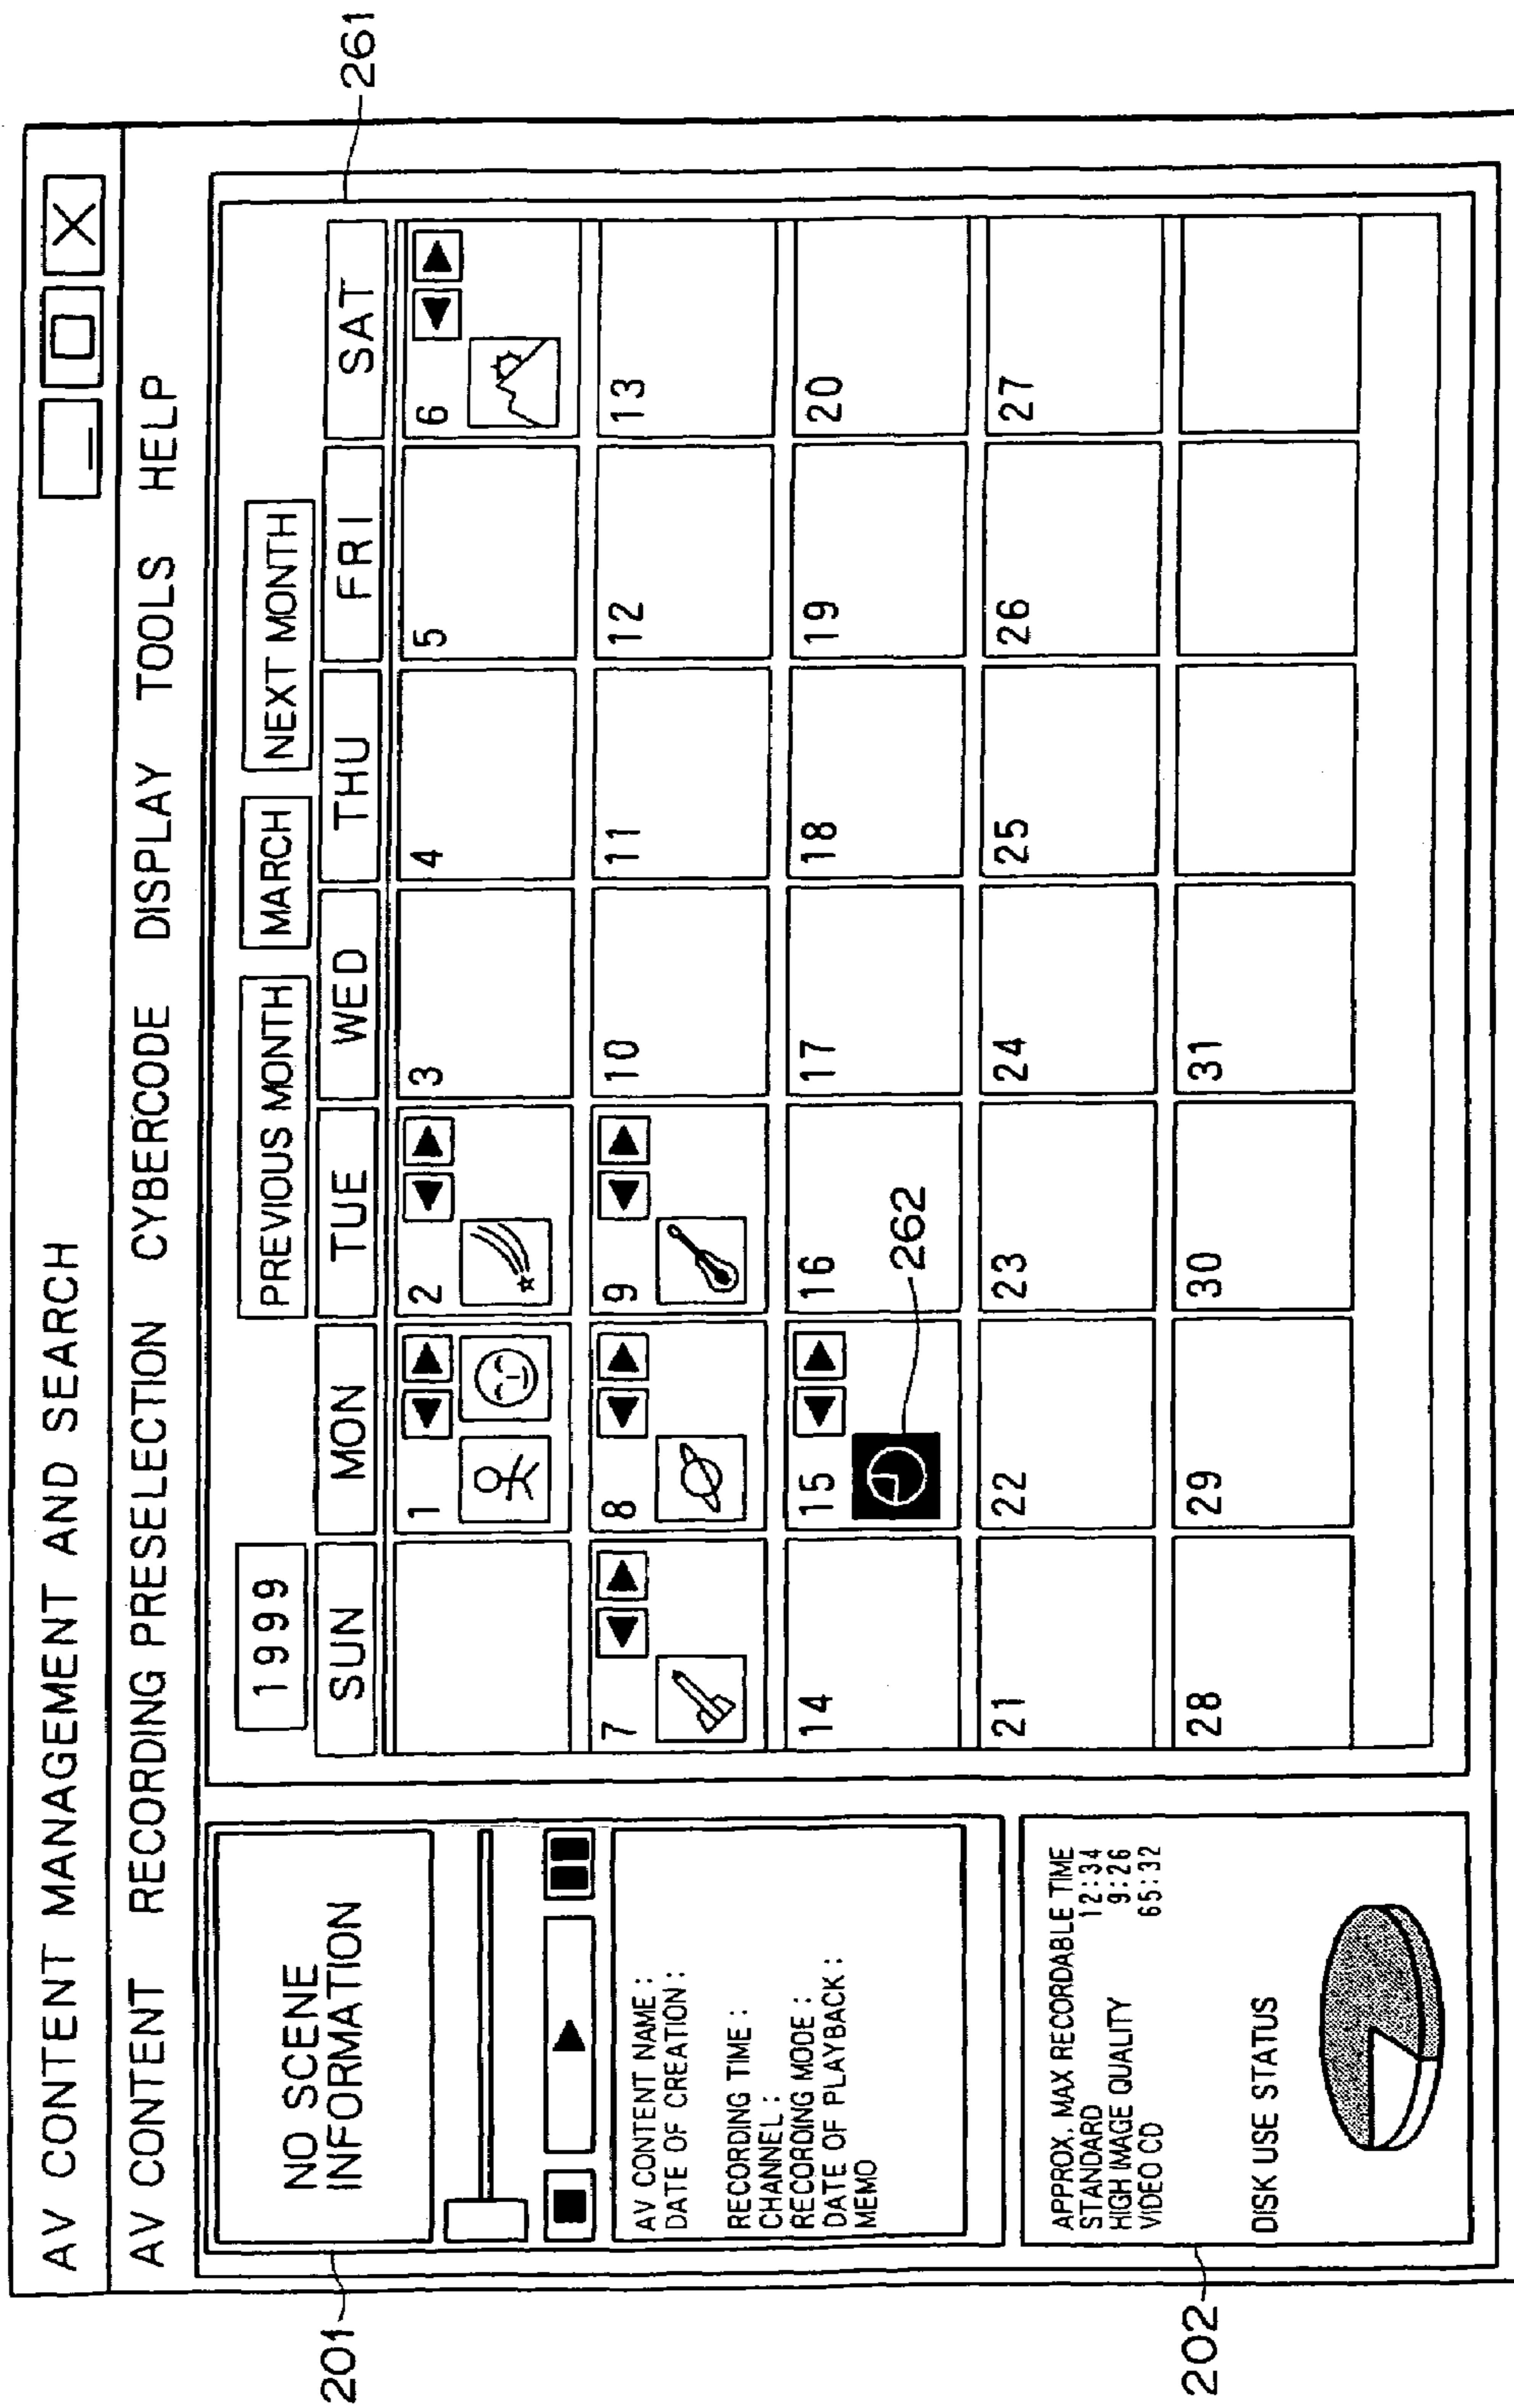 AV CONTENT MANAGEMENT AND SEARCH
AV CONTENT RECORDING PRESELECTION CYBERCODE DISPLAY TOOLS HELP
201
NO SCENE
INFORMATION
AV CONTENT NAME :
DATE OF CREATION :
RECORDING TIME :
CHANNEL :
RECORDING MODE :
DATE OF PLAYBACK :
MEMO
202
APPROX. MAX RECORDABLE TIME
STANDARD 12:34
HIGH IMAGE QUALITY 9:26
VIDEO CD 65:32
DISK USE STATUS
1999 PREVIOUS MONTH MARCH NEXT MONTH
261
SUN MON TUE WED THU FRI SAT
1 2 3 4 5 6
7 8 9 10 11 12 13
14 15 16 17 18 19 20
262
21 22 23 24 25 26 27
28 29 30 31